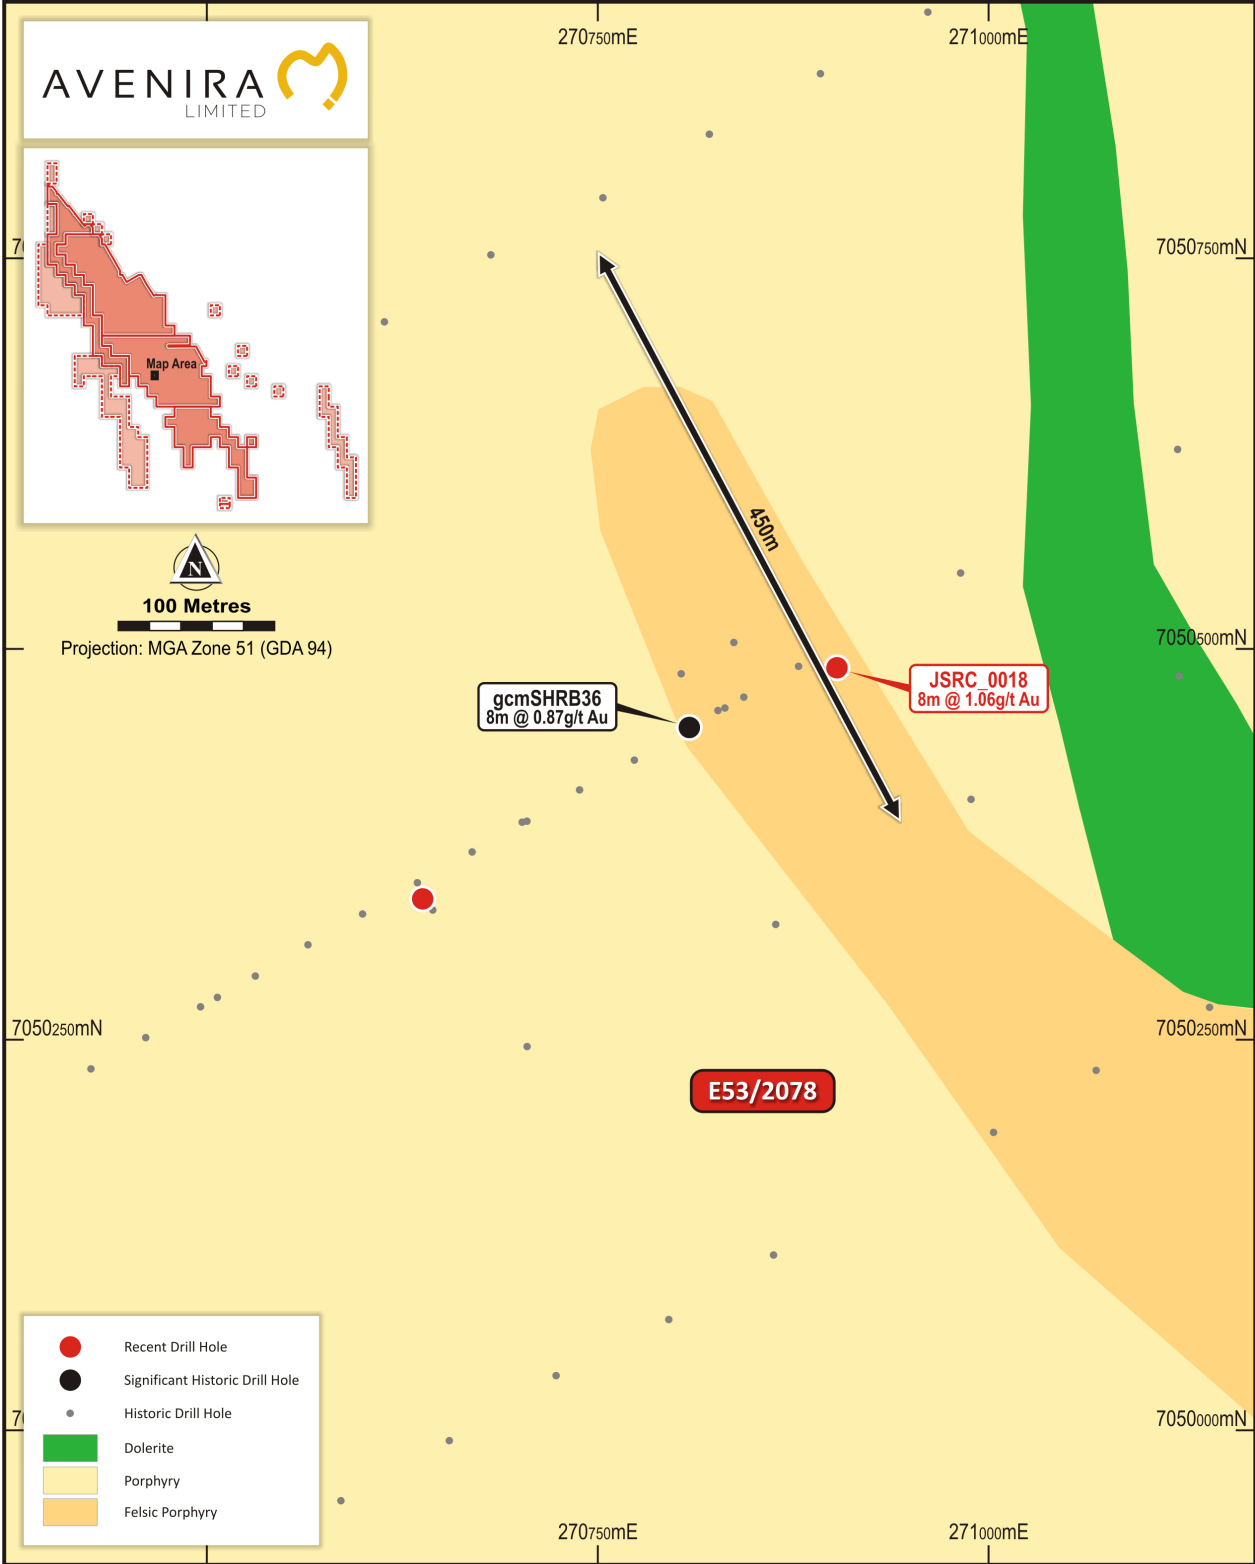 270750mE
271000mE
AVENIRA
LIMITED
7050750mN
Map Area
450m
N
100 Metres
7050500mN
Projection: MGA Zone 51 (GDA 94)
JSRC_0018
8m @ 1.06g/t Au
gcmSHRB36
8m @ 0.87g/t Au
7050250mN
7050250mN
E53/2078
Recent Drill Hole
Significant Historic Drill Hole
Historic Drill Hole
7050000mN
Dolerite
Porphyry
Felsic Porphyry
270750mE
271000mE